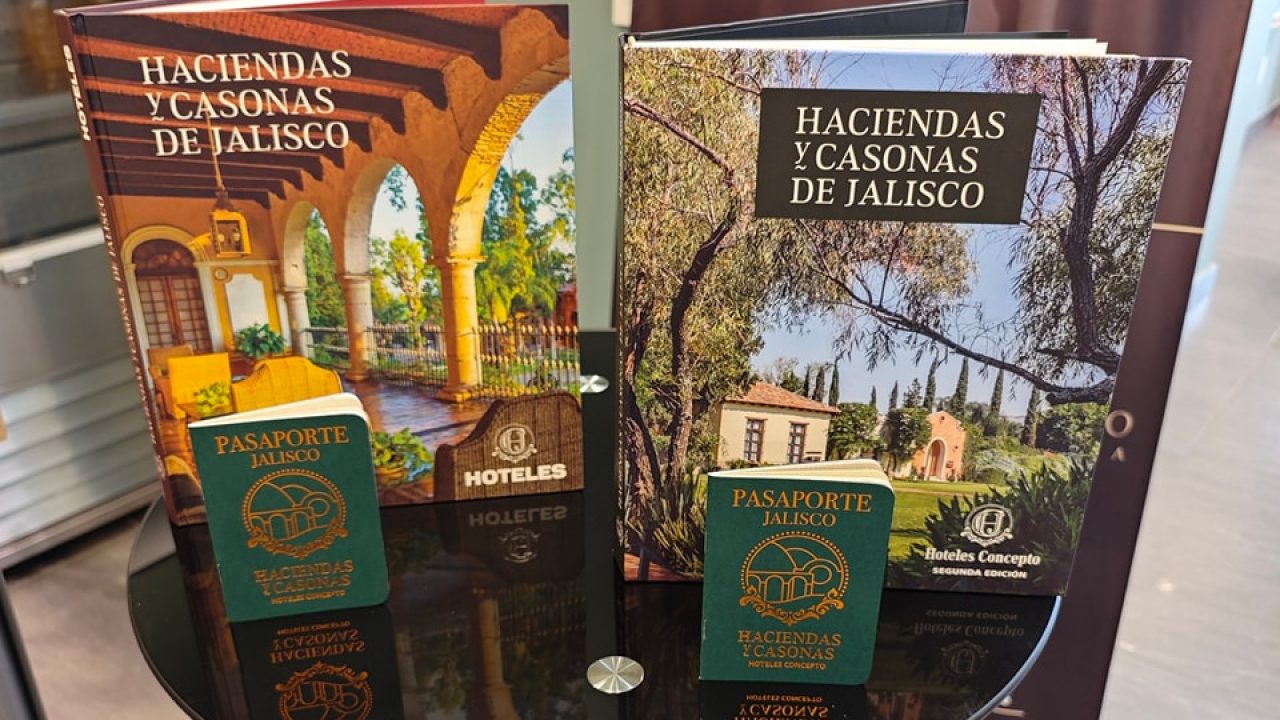 HACIENDAS
Y CASONAS
DE JALISCO
HOTELES
HOTELES
PASAPORTE
JALISCO
HACIENDAS
Y CASONAS
HOTELES CONCEPTO
HACIENDAS
Y CASONAS
DE JALISCO
Hoteles Concepto
SEGUNDA EDICIÓN
PASAPORTE
JALISCO
HACIENDAS
Y CASONAS
HOTELES CONCEPTO